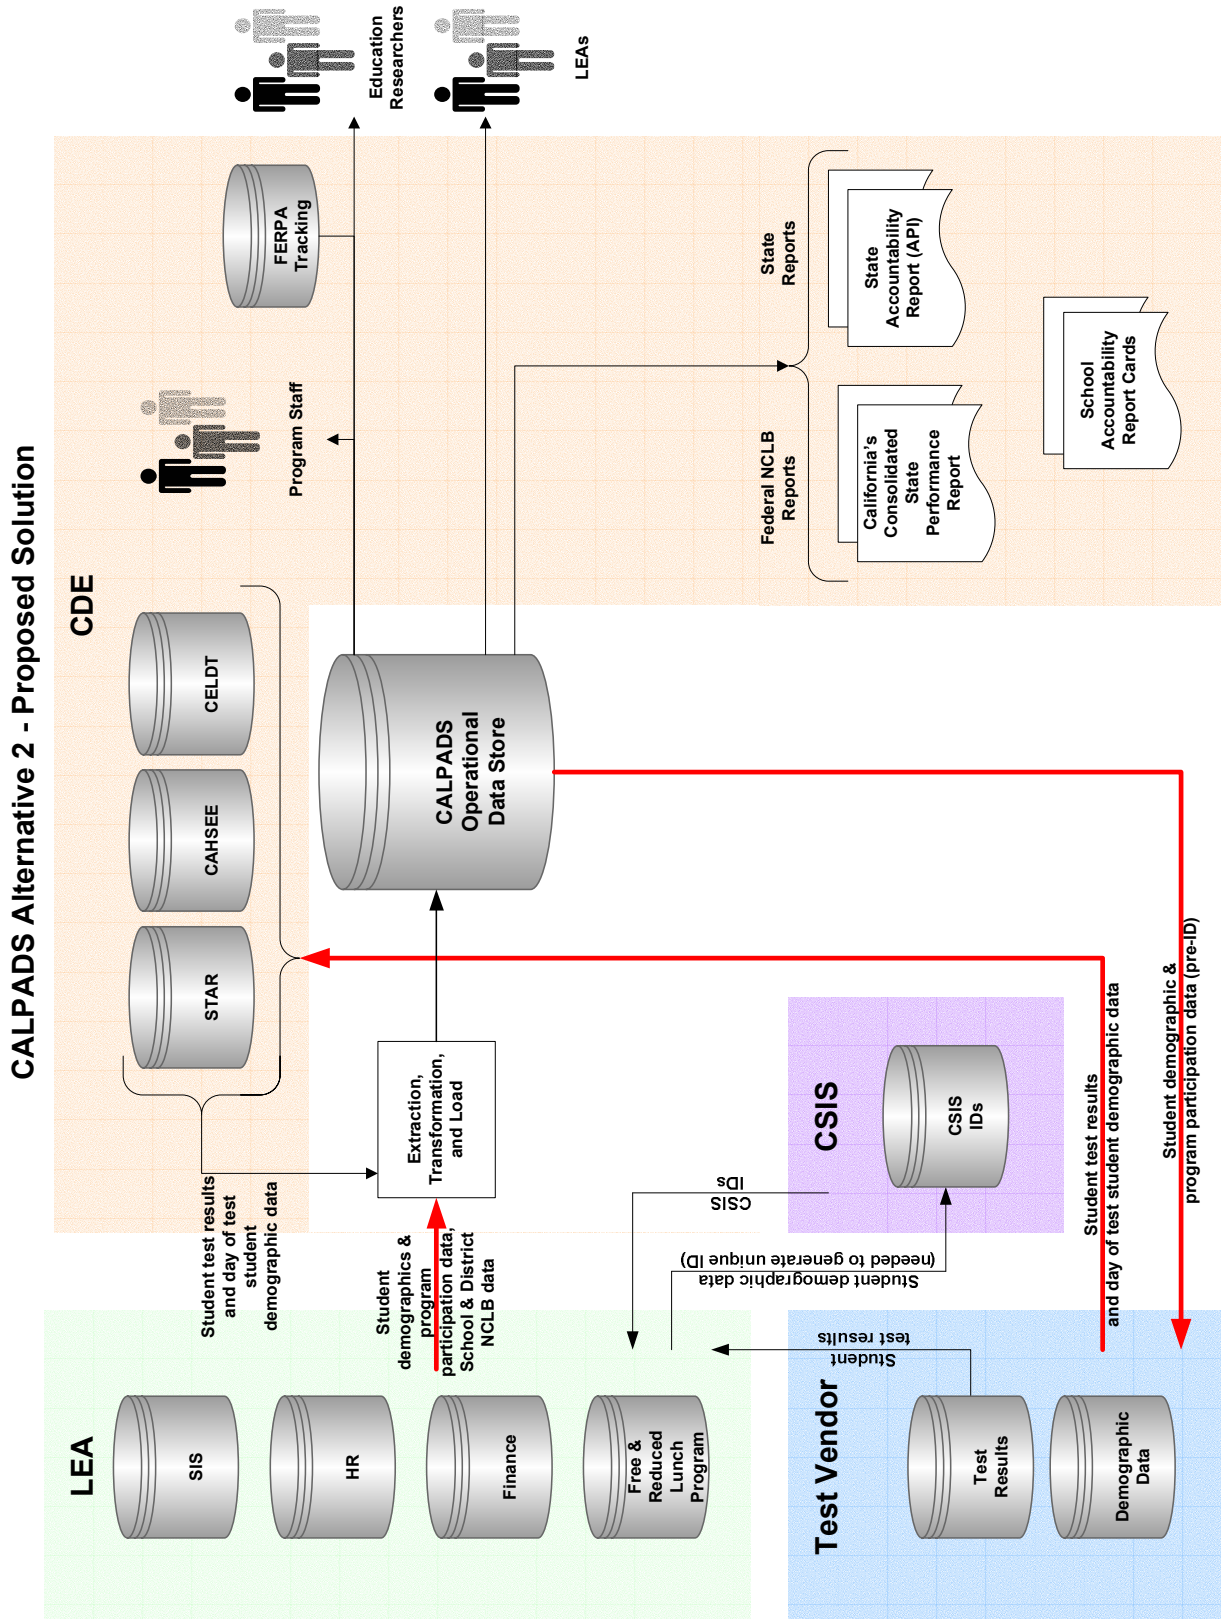 CALPADS Alternative 2 - Proposed Solution
LEA
SIS
HR
Finance
Free &
Reduced
Lunch
Program
Student test results
and day of test
student
demographic data
Student
demographics &
program
participation data,
School & District
NCLB data
CDE
STAR
CAHSEE
CELDT
Extraction,
Transformation,
and Load
CALPADS
Operational
Data Store
Program Staff
FERPA
Tracking
Education
Researchers
LEAs
Federal NCLB
Reports
State
Reports
California's
Consolidated
State
Performance
Report
State
Accountability
Report (API)
School
Accountability
Report Cards
CSIS
CSIS
IDs
CSIS
IDs
Student demographic data
(needed to generate unique ID)
Test Vendor
Test
Results
Demographic
Data
Student
test results
Student test results
and day of test student demographic data
Student demographic &
program participation data (pre-ID)